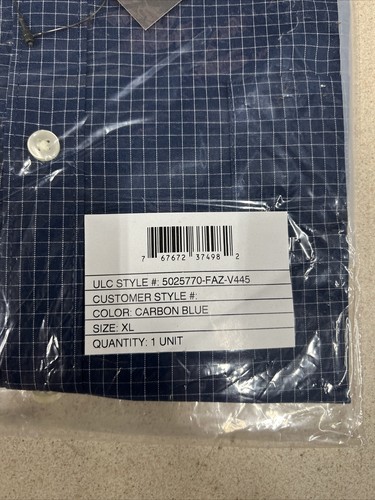 7 67672 37498 2
ULC STYLE #: 5025770-FAZ-V445
CUSTOMER STYLE #:
COLOR: CARBON BLUE
SIZE: XL
QUANTITY: 1 UNIT